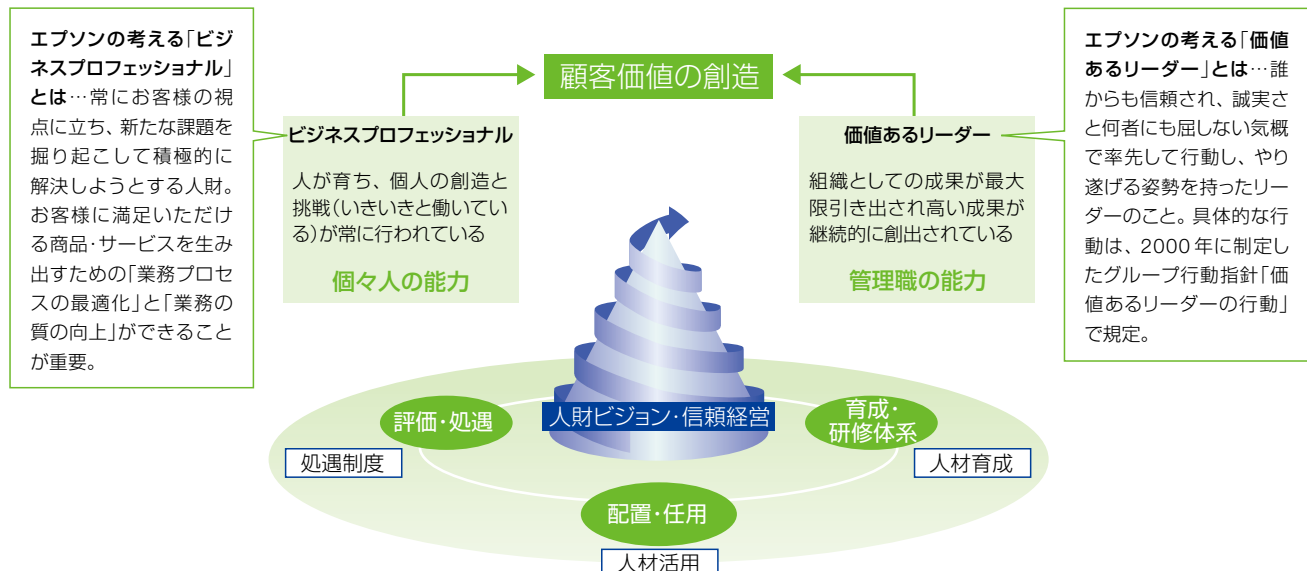 エプソンの考える「ビジ
ネスプロフェッショナル」
とは…常にお客様の視
点に立ち、新たな課題を
掘り起こして積極的に
解決しようとする人財。
お客様に満足いただけ
る商品・サービスを生み
出すための「業務プロセ
スの最適化」と「業務の
質の向上」ができること
が重要。
顧客価値の創造
ビジネスプロフェッショナル
人が育ち、個人の創造と
挑戦(いきいきと働いてい
る)が常に行われている
個々人の能力
価値あるリーダー
組織としての成果が最大
限引き出され高い成果が
継続的に創出されている
管理職の能力
エプソンの考える「価値
あるリーダー」とは…誰
からも信頼され、誠実さ
と何者にも屈しない気概
で率先して行動し、やり
遂げる姿勢を持ったリー
ダーのこと。具体的な行
動は、2000年に制定し
たグループ行動指針「価
値あるリーダーの行動」
で規定。
人財ビジョン・信頼経営
評価・処遇
処遇制度
育成・
研修体系
人材育成
配置・任用
人材活用